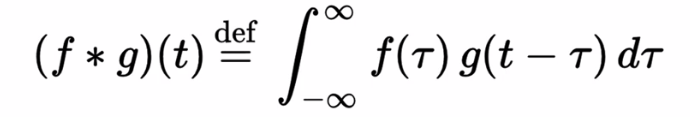 (f ∗ g)(t) ≝ ∫_{−∞}^{∞} f(τ) g(t − τ) dτ